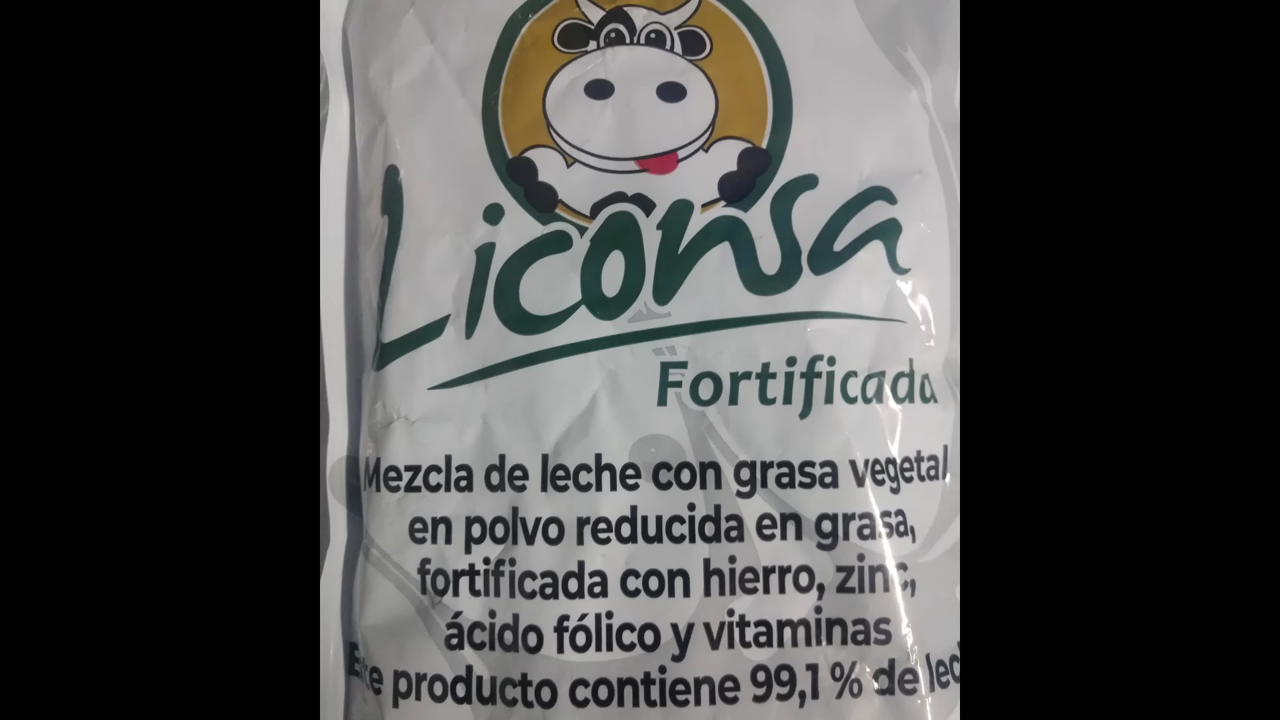 Liconsa
Fortificada
Mezcla de leche con grasa vegetal
en polvo reducida en grasa,
fortificada con hierro, zinc,
ácido fólico y vitaminas
Este producto contiene 99,1 % de